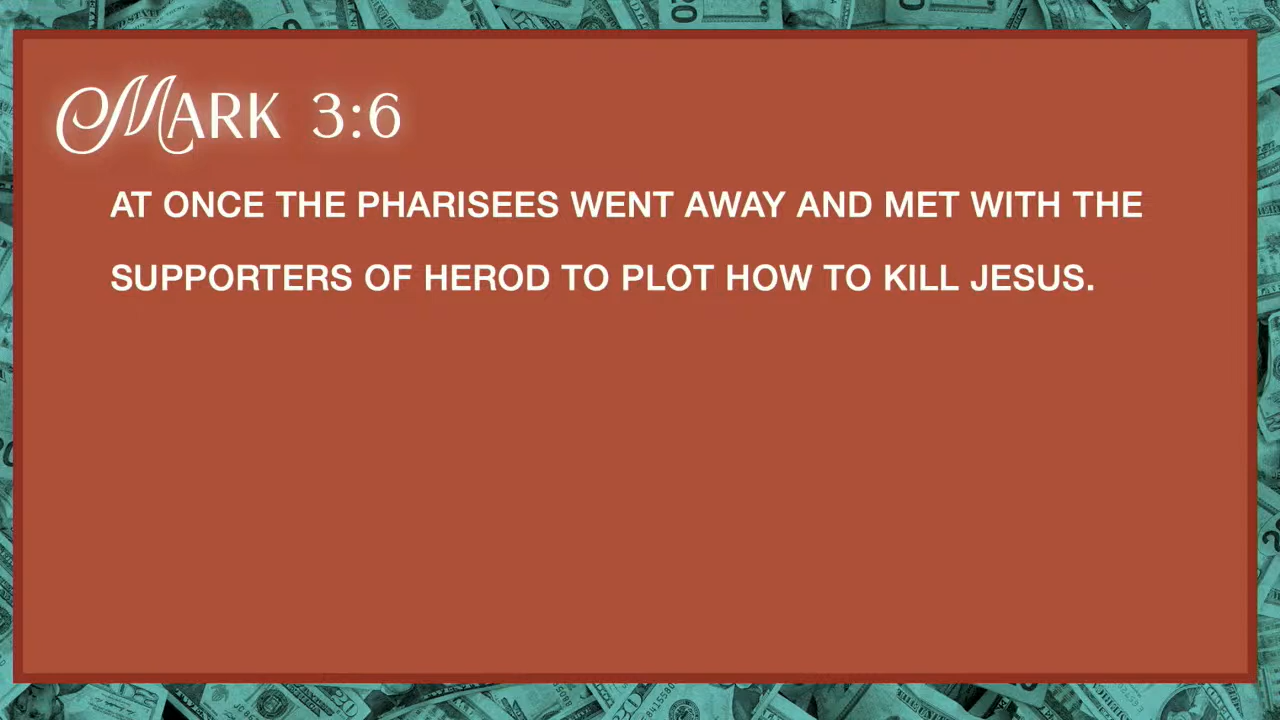 Mark 3:6
AT ONCE THE PHARISEES WENT AWAY AND MET WITH THE
SUPPORTERS OF HEROD TO PLOT HOW TO KILL JESUS.